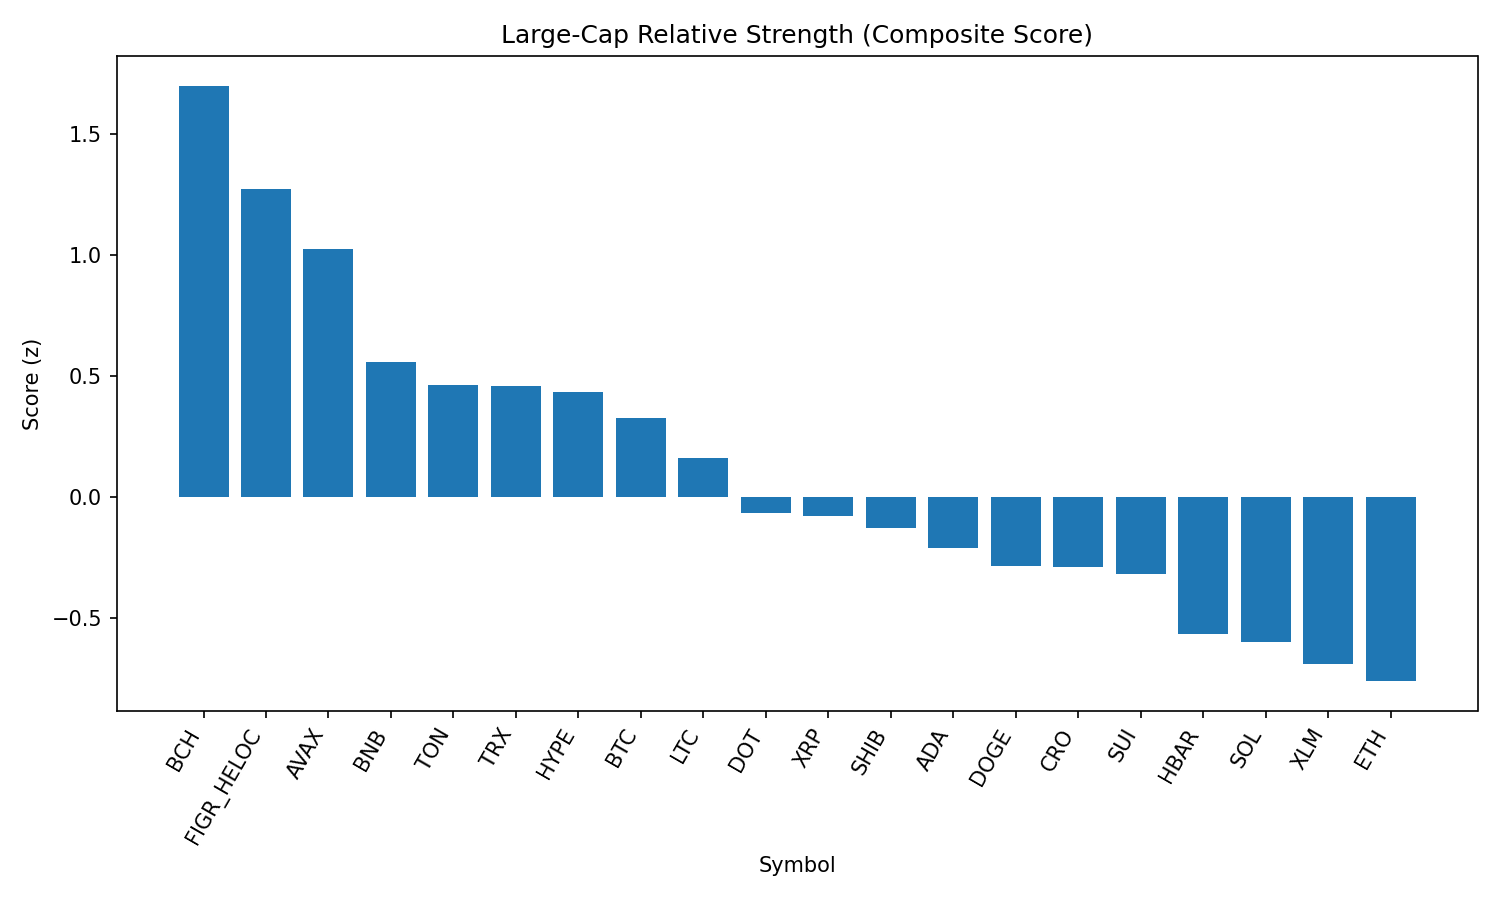 Large-Cap Relative Strength (Composite Score)
Score (z)
1.5
1.0
0.5
0.0
−0.5
BCH
FIGR_HELOC
AVAX
BNB
TON
TRX
HYPE
BTC
LTC
DOT
XRP
SHIB
ADA
DOGE
CRO
SUI
HBAR
SOL
XLM
ETH
Symbol